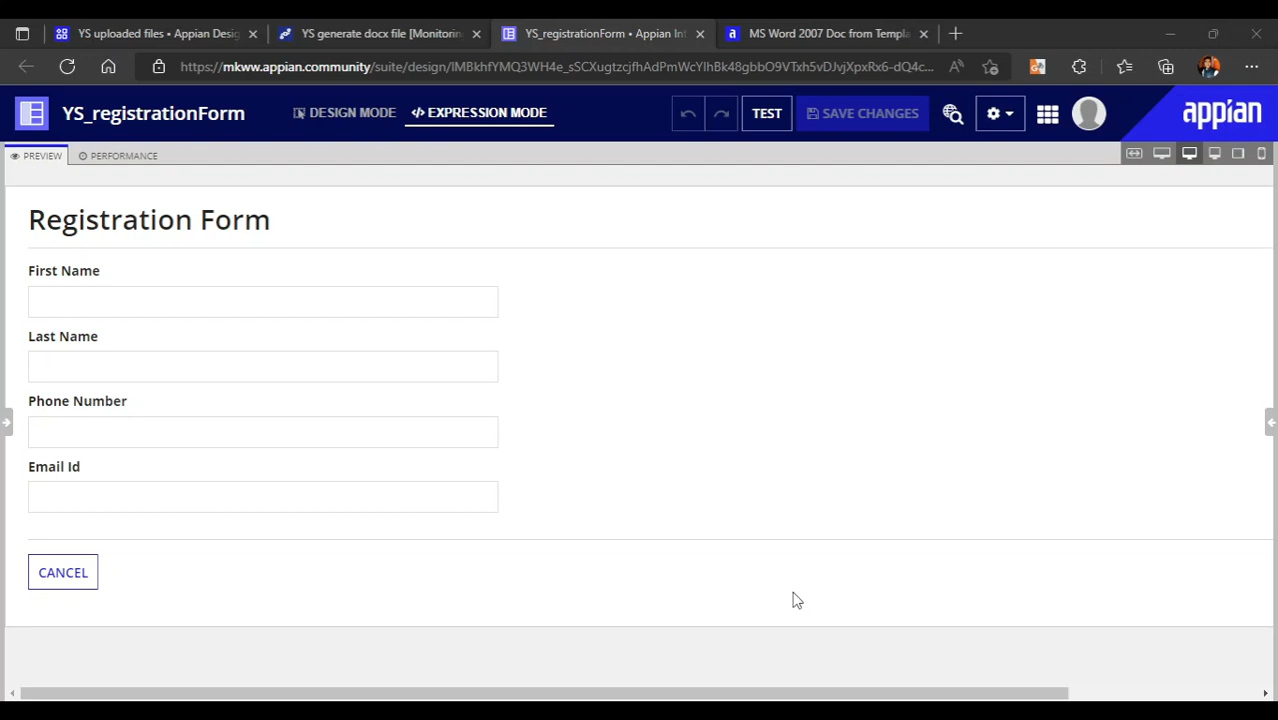 YS uploaded files • Appian Desig
YS generate docx file [Monitorin
YS_registrationForm • Appian Int
MS Word 2007 Doc from Templa
https://mkww.appian.community/suite/design/lMBkhfYMQ3WH4e_sSCXugtzcjfhAdPmWcYlhBk48gbbO9VTxh5vDJvjXpxRx6-dQ4c...
YS_registrationForm
DESIGN MODE
EXPRESSION MODE
TEST
SAVE CHANGES
appian
PREVIEW
PERFORMANCE
Registration Form
First Name
Last Name
Phone Number
Email Id
CANCEL